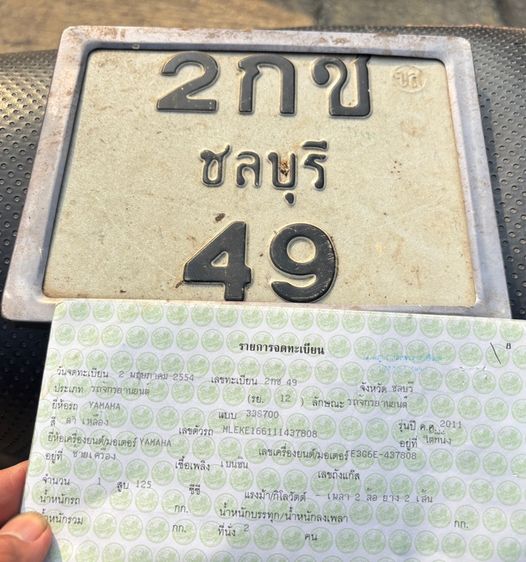 2กช
ขส
ชลบุรี
49
8
รายการจดทะเบียน
วันจดทะเบียน 2 พฤษภาคม 2554 เลขทะเบียน 2กช 49 จังหวัด ชลบุรี
ประเภท รถจักรยานยนต์ (รย. 12) ลักษณะ รถจักรยานยนต์
ยี่ห้อรถ YAMAHA แบบ 33S700 รุ่นปี ค.ศ. 2011
สี ดำ เหลือง เลขตัวรถ MLEKE1661II437808 อยู่ที่ ใต้ที่นั่ง
ยี่ห้อเครื่องยนต์/มอเตอร์ YAMAHA เลขเครื่องยนต์/มอเตอร์ E3G6E-437808
อยู่ที่ ซ้ายเครื่อง เชื้อเพลิง เบนซิน เลขถังแก๊ส
จำนวน 1 สูบ 125 ซีซี แรงม้า/กิโลวัตต์ -- เพลา 2 ล้อ ยาง 2 เส้น
น้ำหนักรถ กก. น้ำหนักบรรทุก/น้ำหนักลงเพลา กก.
น้ำหนักรวม กก. ที่นั่ง 2 คน